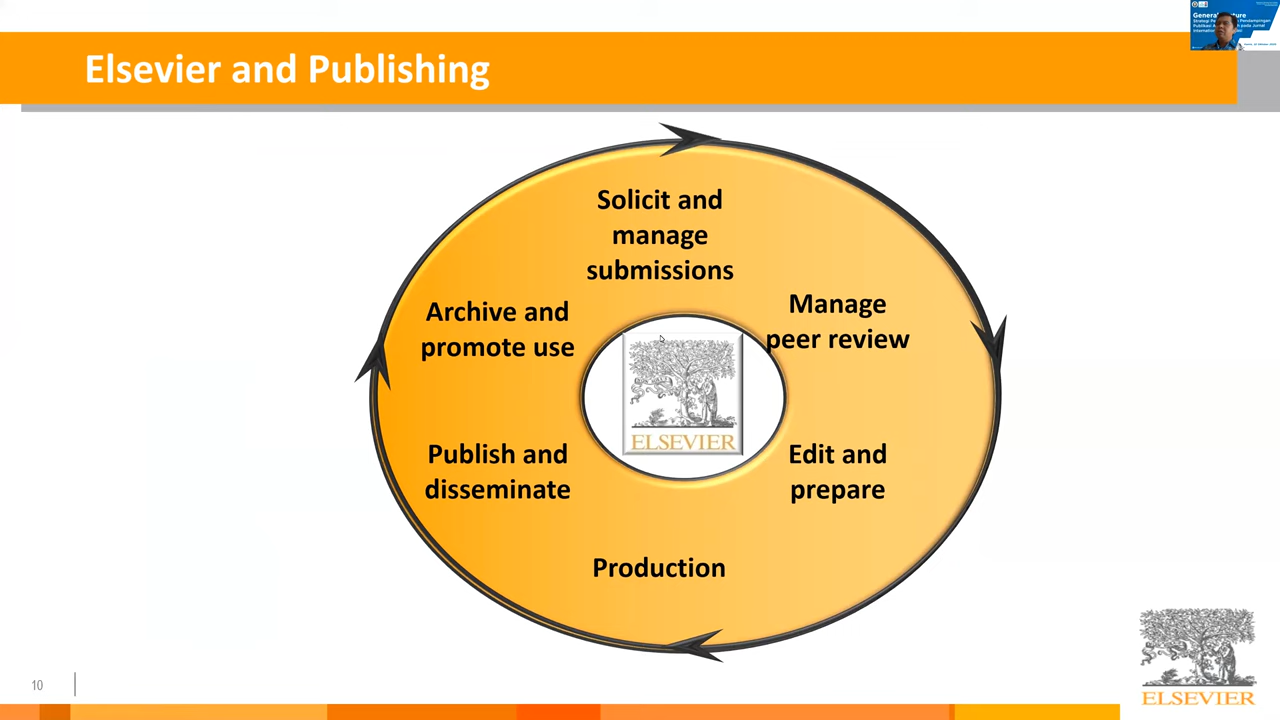 Elsevier and Publishing
Solicit and
manage
submissions
Manage
peer review
Archive and
promote use
ELSEVIER
Publish and
disseminate
Edit and
prepare
Production
10
ELSEVIER